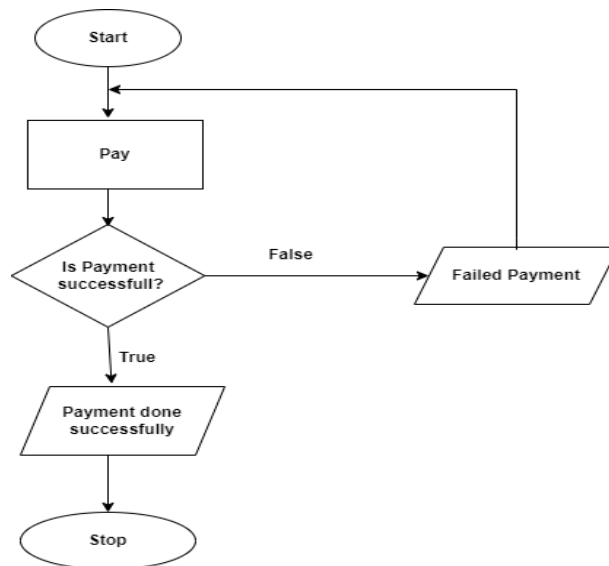 Start
Pay
Is Payment
successfull?
False
Failed Payment
True
Payment done
successfully
Stop